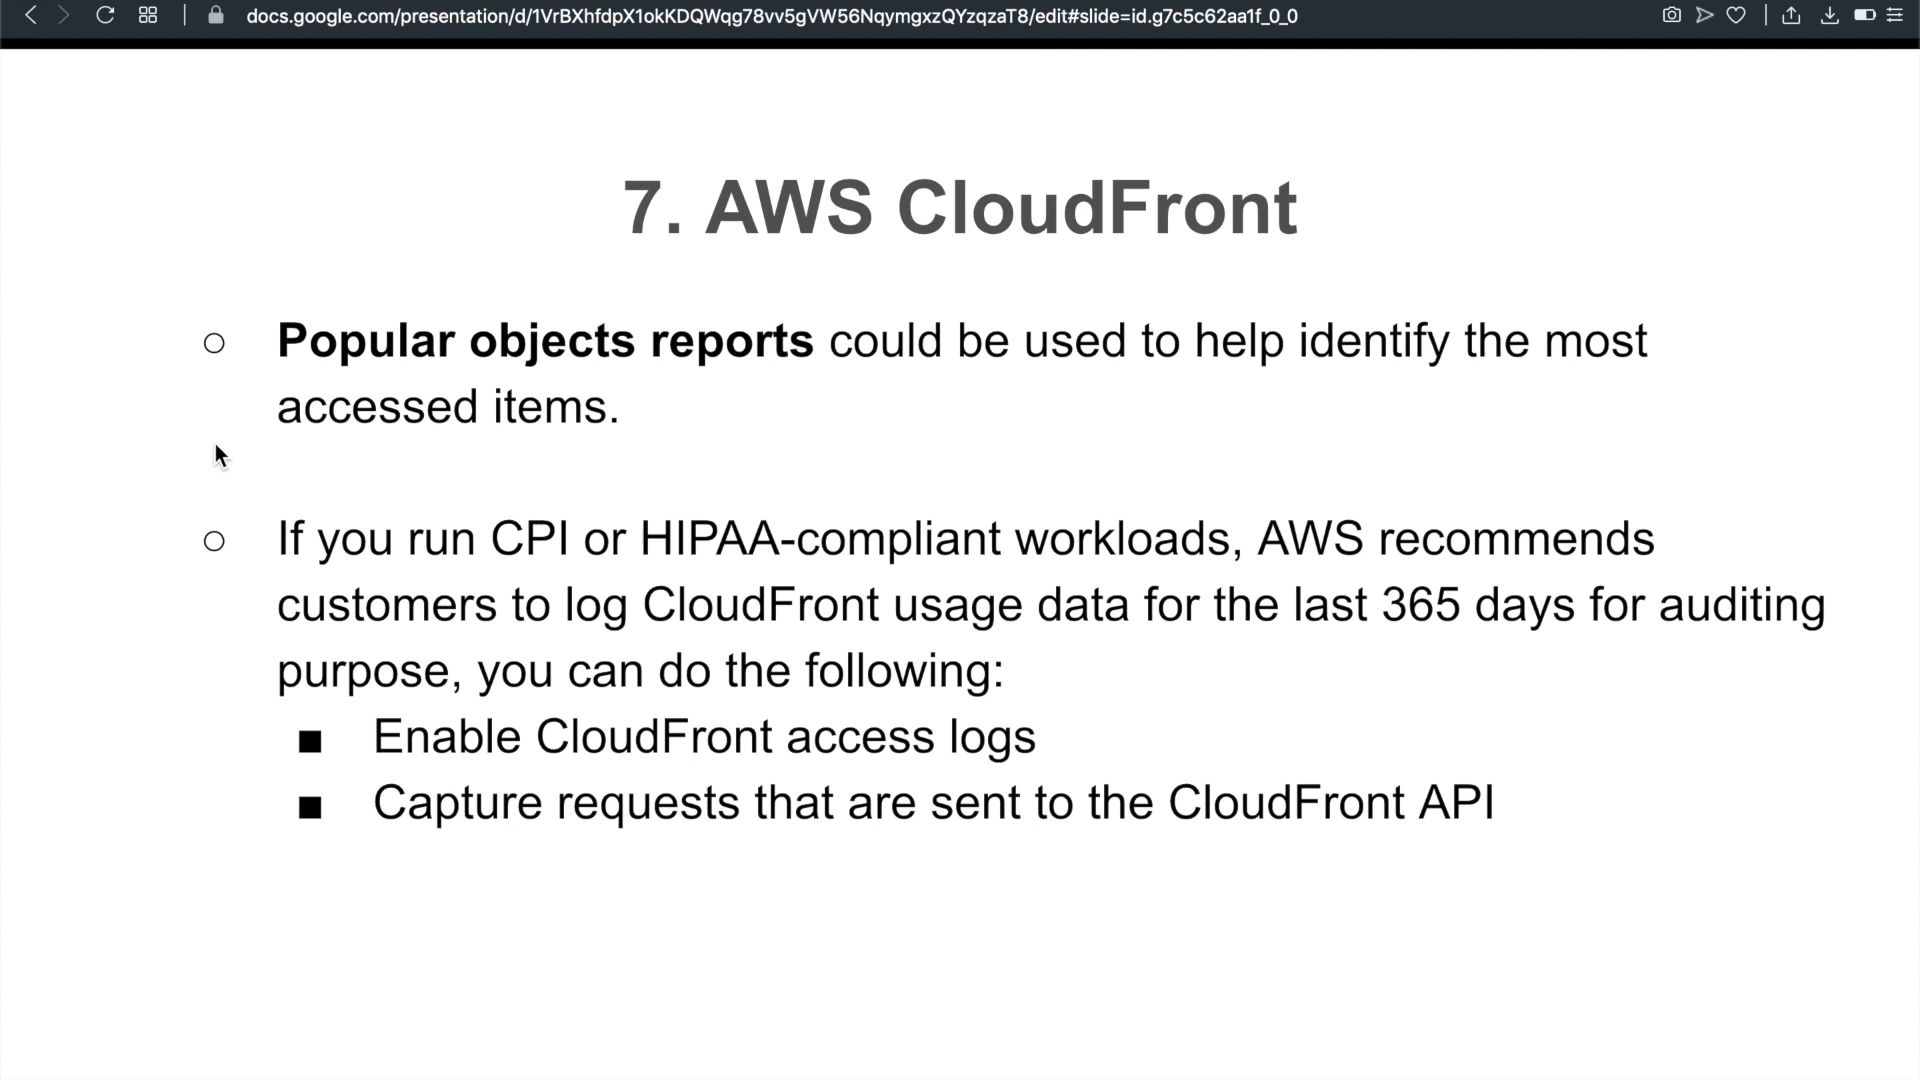 docs.google.com/presentation/d/1VrBXhfdpX1okKDQWqg78vv5gVW56NqymgxzQYzqzaT8/edit#slide=id.g7c5c62aa1f_0_0
7. AWS CloudFront
○ Popular objects reports could be used to help identify the most
accessed items.
○ If you run CPI or HIPAA-compliant workloads, AWS recommends
customers to log CloudFront usage data for the last 365 days for auditing
purpose, you can do the following:
■ Enable CloudFront access logs
■ Capture requests that are sent to the CloudFront API